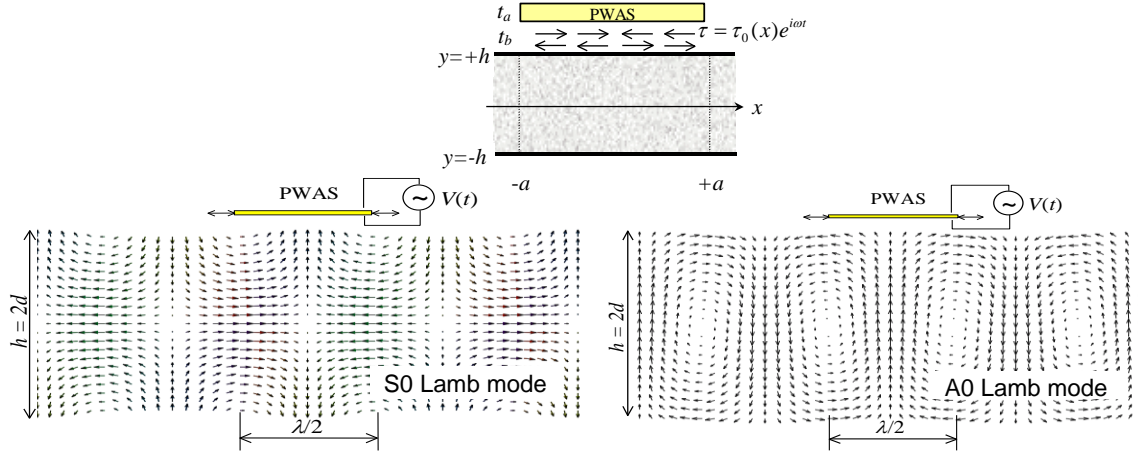 t_a
PWAS
t_b
τ = τ_0(x)e^{iωt}
y=+h
x
y=-h
-a
+a
PWAS
~
V(t)
h = 2d
S0 Lamb mode
λ/2
PWAS
~
V(t)
h = 2d
A0 Lamb mode
λ/2